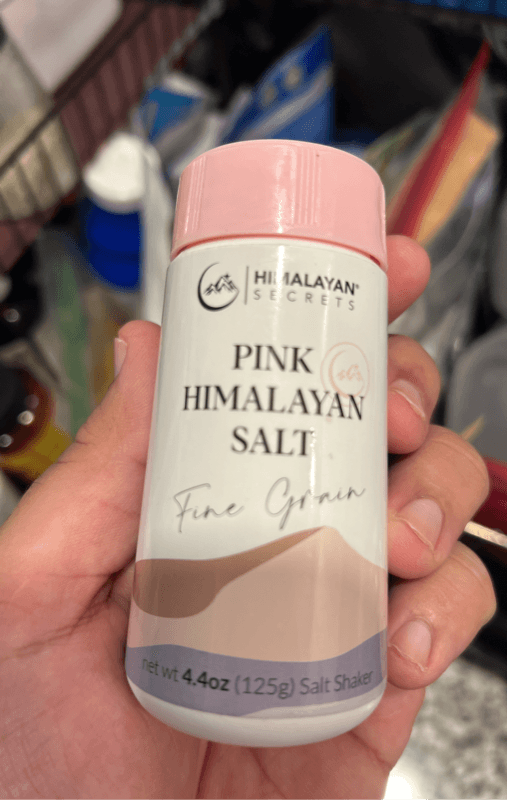 HIMALAYAN®
SECRETS
PINK
HIMALAYAN
SALT
Fine Grain
net wt 4.4oz (125g) Salt Shaker